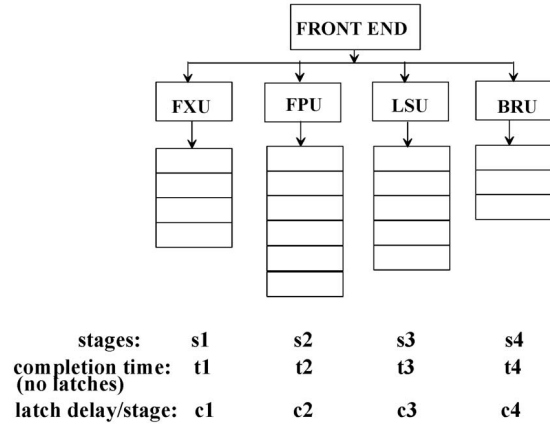 FRONT END
FXU FPU LSU BRU
stages: s1 s2 s3 s4
completion time: t1 t2 t3 t4
(no latches)
latch delay/stage: c1 c2 c3 c4